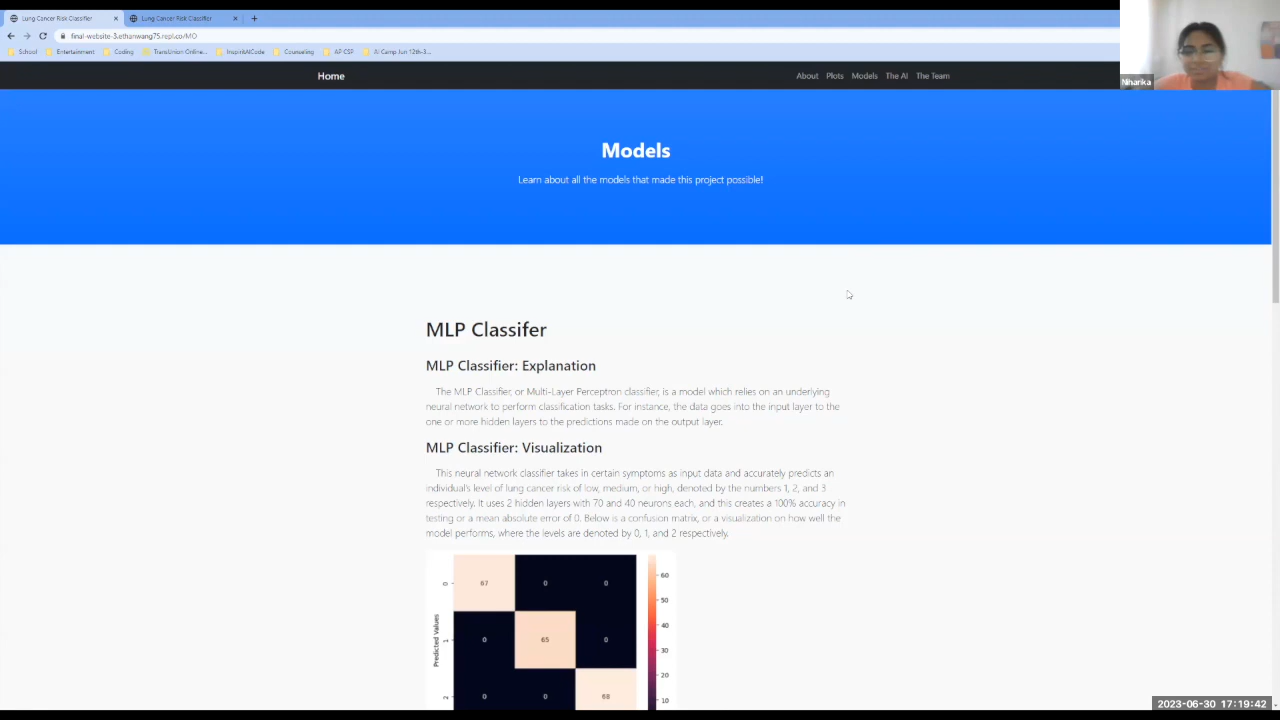 Lung Cancer Risk Classifier
Lung Cancer Risk Classifier
final-website-3.ethanwang75.repl.co/MO
School
Entertainment
Coding
TransUnion Online...
InspiritAICode
Counseling
AP CSP
AI Camp Jun 12th-3...
Niharika
Home
About
Plots
Models
The AI
The Team
Models
Learn about all the models that made this project possible!
MLP Classifer
MLP Classifier: Explanation
The MLP Classifier, or Multi-Layer Perceptron classifier, is a model which relies on an underlying
neural network to perform classification tasks. For instance, the data goes into the input layer to the
one or more hidden layers to the predictions made on the output layer.
MLP Classifier: Visualization
This neural network classifier takes in certain symptoms as input data and accurately predicts an
individual's level of lung cancer risk of low, medium, or high, denoted by the numbers 1, 2, and 3
respectively. It uses 2 hidden layers with 70 and 40 neurons each, and this creates a 100% accuracy in
testing or a mean absolute error of 0. Below is a confusion matrix, or a visualization on how well the
model performs, where the levels are denoted by 0, 1, and 2 respectively.
0
67
0
0
60
50
Predicted Values
1
0
65
0
40
30
20
2
0
0
68
10
2023-06-30 17:19:42